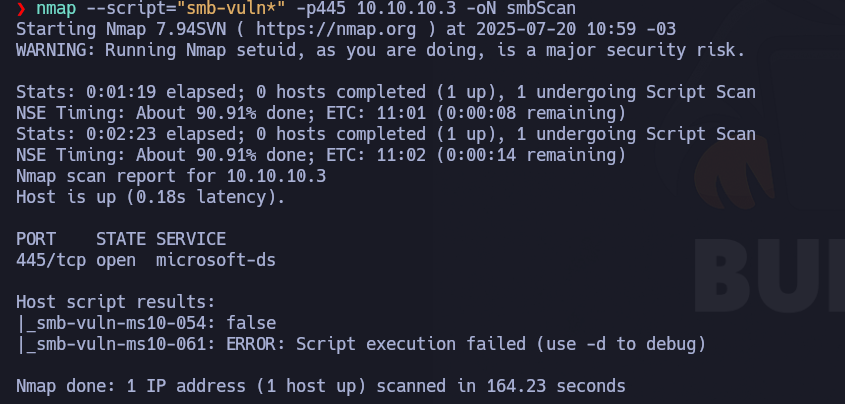 ❯ nmap --script="smb-vuln*" -p445 10.10.10.3 -oN smbScan
Starting Nmap 7.94SVN ( https://nmap.org ) at 2025-07-20 10:59 -03
WARNING: Running Nmap setuid, as you are doing, is a major security risk.

Stats: 0:01:19 elapsed; 0 hosts completed (1 up), 1 undergoing Script Scan
NSE Timing: About 90.91% done; ETC: 11:01 (0:00:08 remaining)
Stats: 0:02:23 elapsed; 0 hosts completed (1 up), 1 undergoing Script Scan
NSE Timing: About 90.91% done; ETC: 11:02 (0:00:14 remaining)
Nmap scan report for 10.10.10.3
Host is up (0.18s latency).

PORT    STATE SERVICE
445/tcp open  microsoft-ds

Host script results:
|_smb-vuln-ms10-054: false
|_smb-vuln-ms10-061: ERROR: Script execution failed (use -d to debug)

Nmap done: 1 IP address (1 host up) scanned in 164.23 seconds